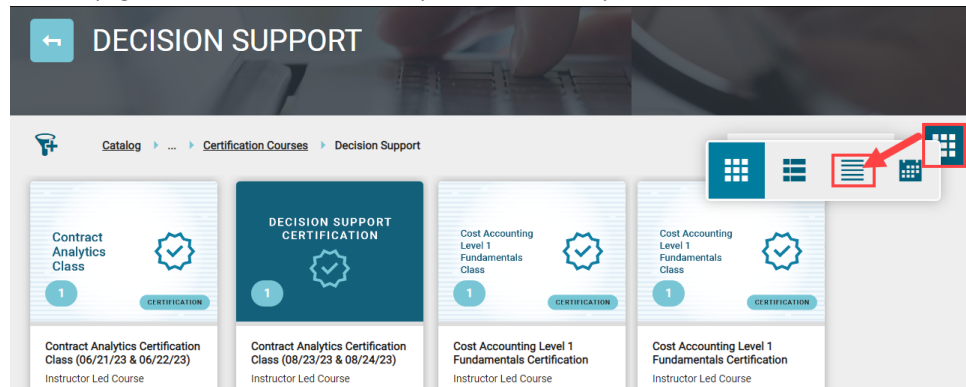 DECISION SUPPORT
Catalog ... Certification Courses Decision Support
Contract
Analytics
Class
1
CERTIFICATION
DECISION SUPPORT
CERTIFICATION
1
Cost Accounting
Level 1
Fundamentals
Class
1
CERTIFICATION
Cost Accounting
Level 1
Fundamentals
Class
1
CERTIFICATION
Contract Analytics Certification
Class (06/21/23 & 06/22/23)
Instructor Led Course
Contract Analytics Certification
Class (08/23/23 & 08/24/23)
Instructor Led Course
Cost Accounting Level 1
Fundamentals Certification
Instructor Led Course
Cost Accounting Level 1
Fundamentals Certification
Instructor Led Course